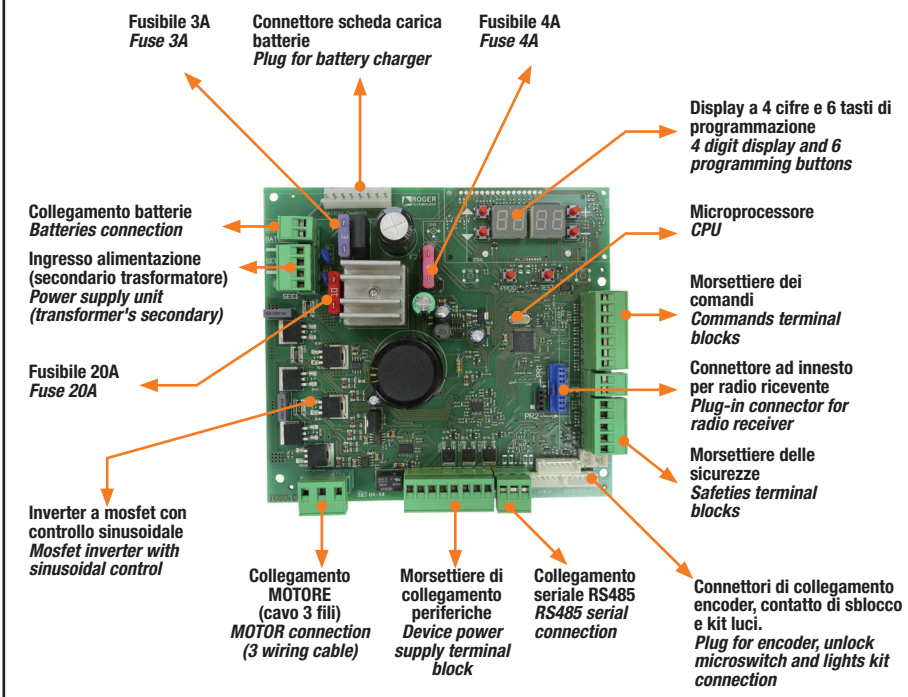 Fusibile 3A
Fuse 3A
Connettore scheda carica
batterie
Plug for battery charger
Fusibile 4A
Fuse 4A
Display a 4 cifre e 6 tasti di
programmazione
4 digit display and 6
programming buttons
Collegamento batterie
Batteries connection
Ingresso alimentazione
(secondario trasformatore)
Power supply unit
(transformer's secondary)
Microprocessore
CPU
Morsettiere dei
comandi
Commands terminal
blocks
Fusibile 20A
Fuse 20A
Connettore ad innesto
per radio ricevente
Plug-in connector for
radio receiver
Morsettiere delle
sicurezze
Safeties terminal
blocks
Inverter a mosfet con
controllo sinusoidale
Mosfet inverter with
sinusoidal control
Collegamento
MOTORE
(cavo 3 fili)
MOTOR connection
(3 wiring cable)
Morsettiere di
collegamento
periferiche
Device power
supply terminal
block
Collegamento
seriale RS485
RS485 serial
connection
Connettori di collegamento
encoder, contatto di sblocco
e kit luci.
Plug for encoder, unlock
microswitch and lights kit
connection
ROGER
TECHNOLOGY
PROG
TEST
SEC1
PR1
PR2